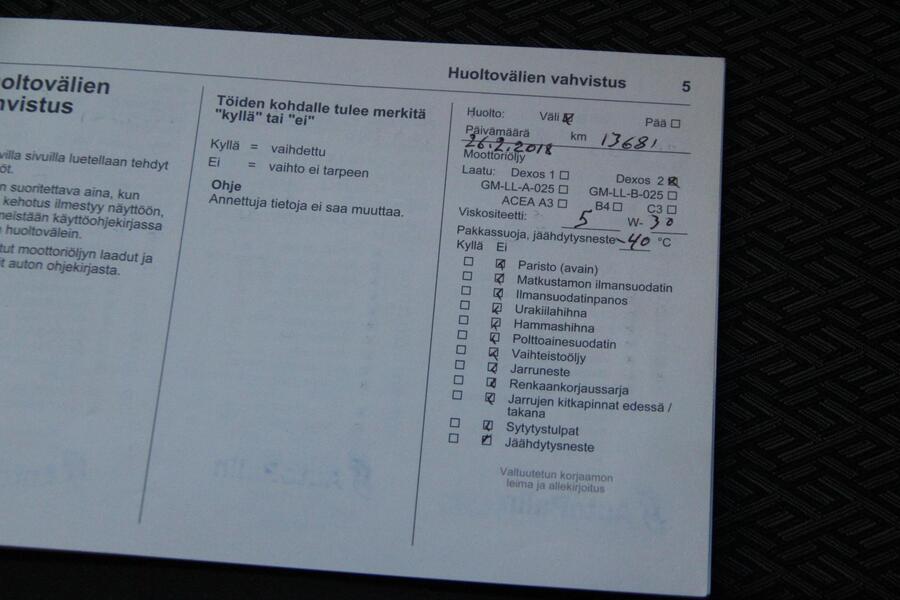 Huoltovälien vahvistus 5
oltovälien
vistus
villa sivuilla luetellaan tehdyt
öt.
n suoritettava aina, kun
kehotus ilmestyy näyttöön,
meistään käyttöohjekirjassa
huoltovälein.
tut moottoriöljyn laadut ja
it auton ohjekirjasta.
Töiden kohdalle tulee merkitä
"kyllä" tai "ei"
Kyllä = vaihdettu
Ei = vaihto ei tarpeen
Ohje
Annettuja tietoja ei saa muuttaa.
Huolto: Väli ☒ Pää ☐
Päivämäärä km 13681
26.2.2018
Moottoriöljy
Laatu: Dexos 1 ☐ Dexos 2 ☒
GM-LL-A-025 ☐ GM-LL-B-025 ☐
ACEA A3 ☐ B4 ☐ C3 ☐
Viskositeetti: 5 W- 30
Pakkassuoja, jäähdytysneste -40 °C
Kyllä Ei
☐ ☒ Paristo (avain)
☐ ☒ Matkustamon ilmansuodatin
☐ ☒ Ilmansuodatinpanos
☐ ☒ Urakiilahihna
☐ ☒ Hammashihna
☐ ☒ Polttoainesuodatin
☐ ☒ Vaihteistoöljy
☐ ☒ Jarruneste
☐ ☒ Renkaankorjaussarja
☐ ☒ Jarrujen kitkapinnat edessä /
takana
☐ ☒ Sytytystulpat
☐ ☒ Jäähdytysneste
Valtuutetun korjaamon
leima ja allekirjoitus